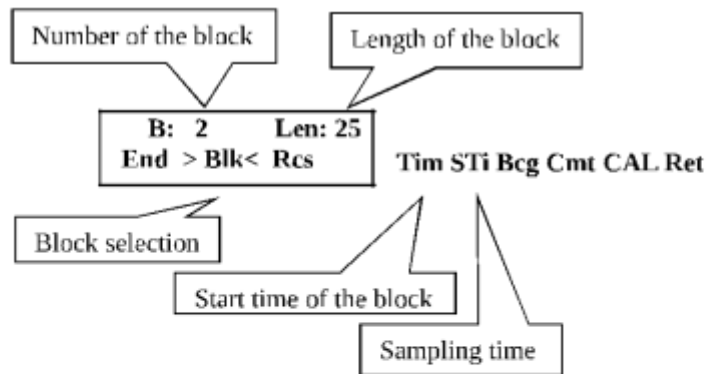 Number of the block
Length of the block
B: 2 Len: 25
End > Blk< Rcs
Tim STi Bcg Cmt CAL Ret
Block selection
Start time of the block
Sampling time